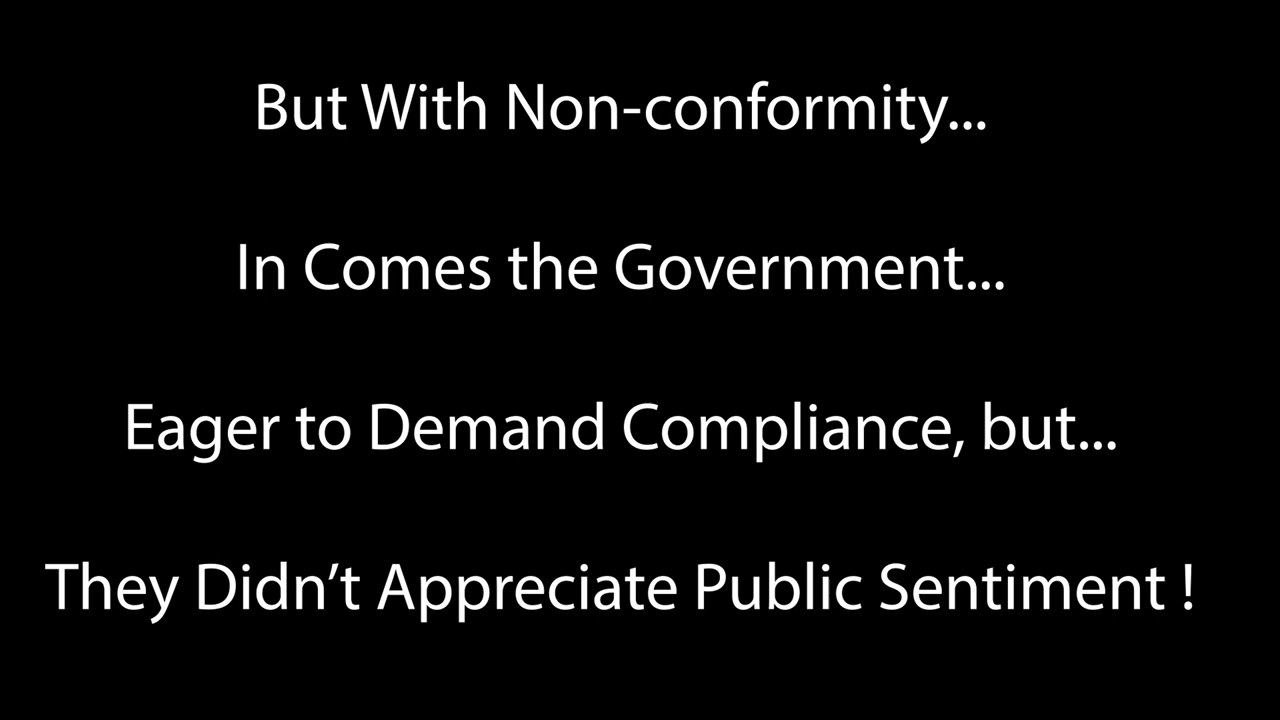 But With Non-conformity...
In Comes the Government...
Eager to Demand Compliance, but...
They Didn’t Appreciate Public Sentiment !